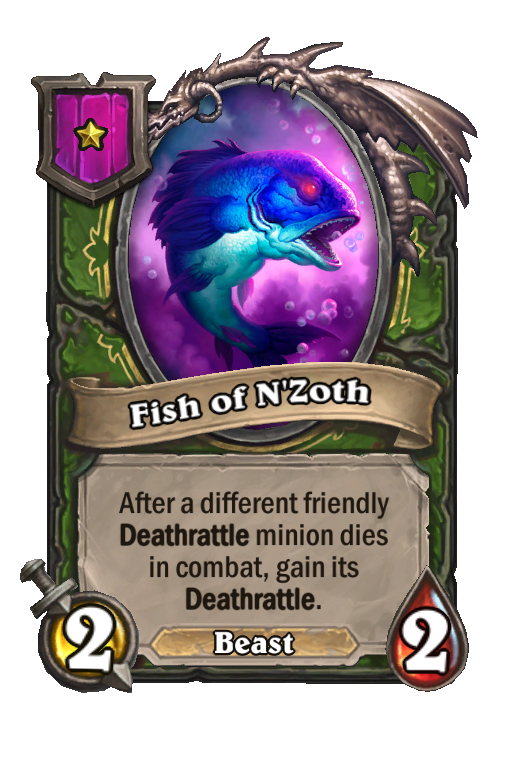 Fish of N'Zoth
After a different friendly
Deathrattle minion dies
in combat, gain its
Deathrattle.
2
Beast
2